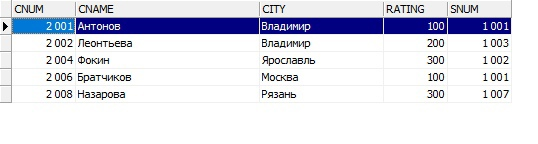 CNUM CNAME CITY RATING SNUM
2 001 Антонов Владимир 100 1 001
2 002 Леонтьева Владимир 200 1 003
2 004 Фокин Ярославль 300 1 002
2 006 Братчиков Москва 100 1 001
2 008 Назарова Рязань 300 1 007